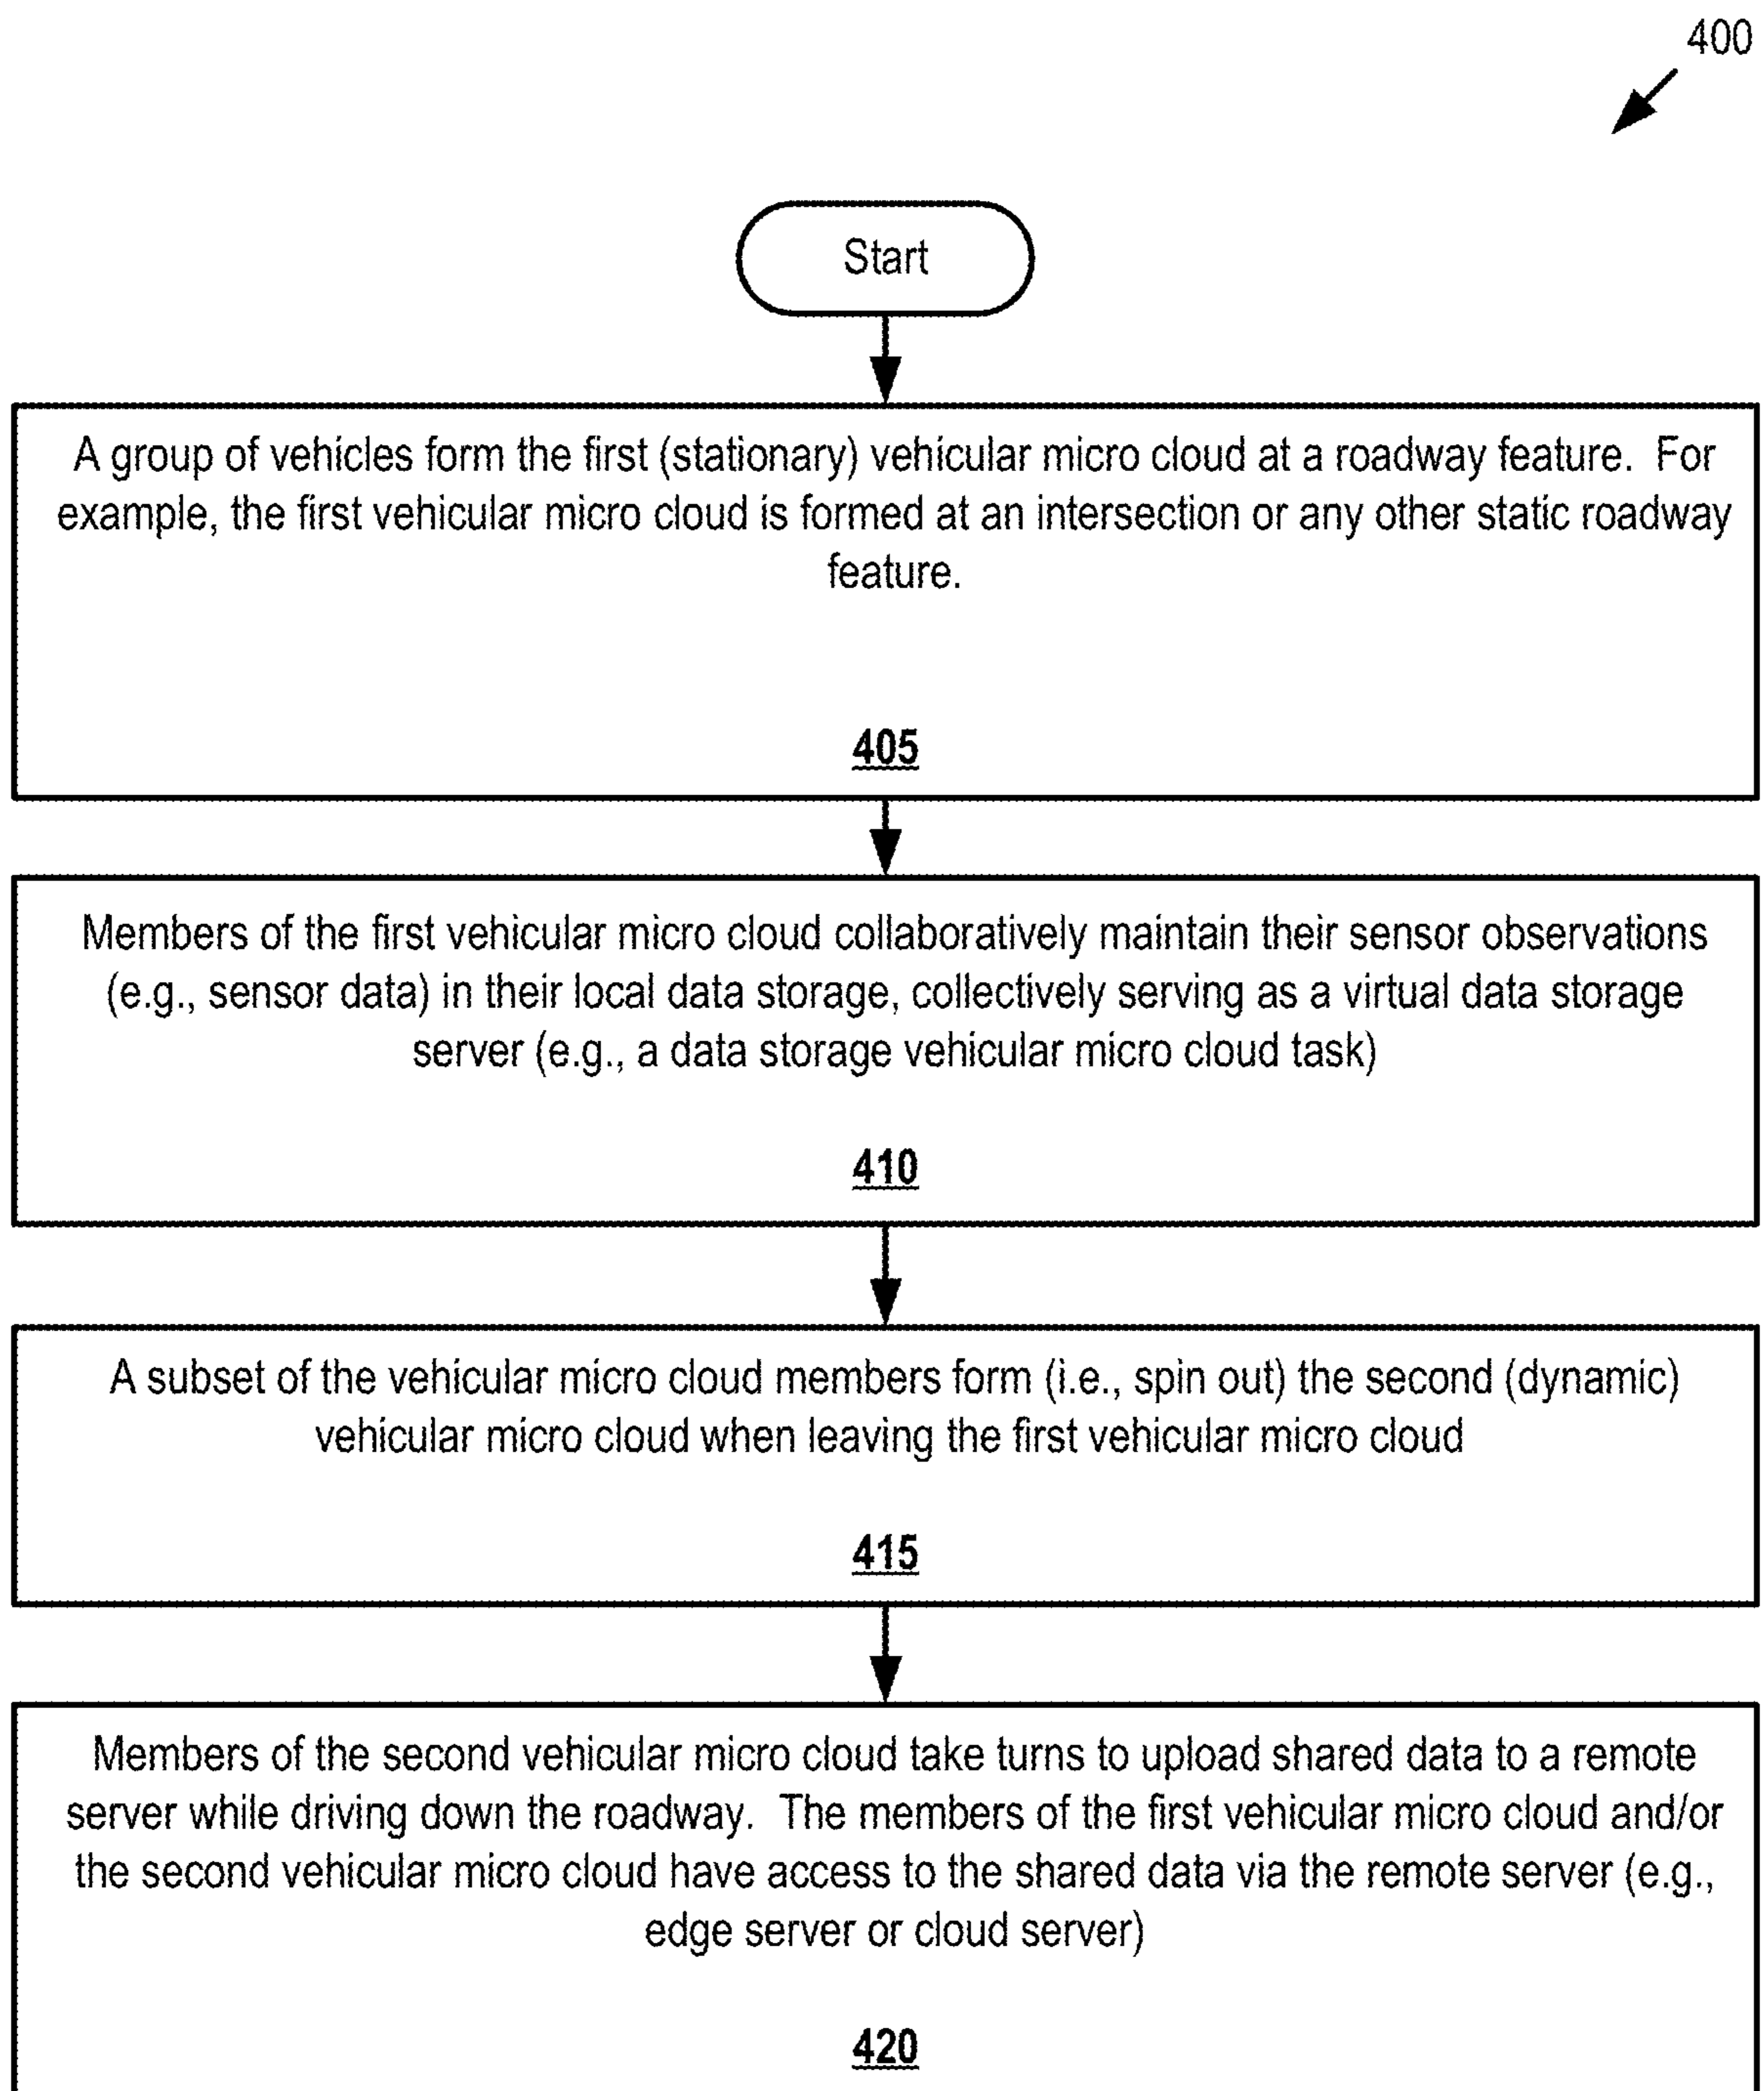 400
Start
A group of vehicles form the first (stationary) vehicular micro cloud at a roadway feature.  For
example, the first vehicular micro cloud is formed at an intersection or any other static roadway
feature.
405
Members of the first vehicular micro cloud collaboratively maintain their sensor observations
(e.g., sensor data) in their local data storage, collectively serving as a virtual data storage
server (e.g., a data storage vehicular micro cloud task)
410
A subset of the vehicular micro cloud members form (i.e., spin out) the second (dynamic)
vehicular micro cloud when leaving the first vehicular micro cloud
415
Members of the second vehicular micro cloud take turns to upload shared data to a remote
server while driving down the roadway.  The members of the first vehicular micro cloud and/or
the second vehicular micro cloud have access to the shared data via the remote server (e.g.,
edge server or cloud server)
420